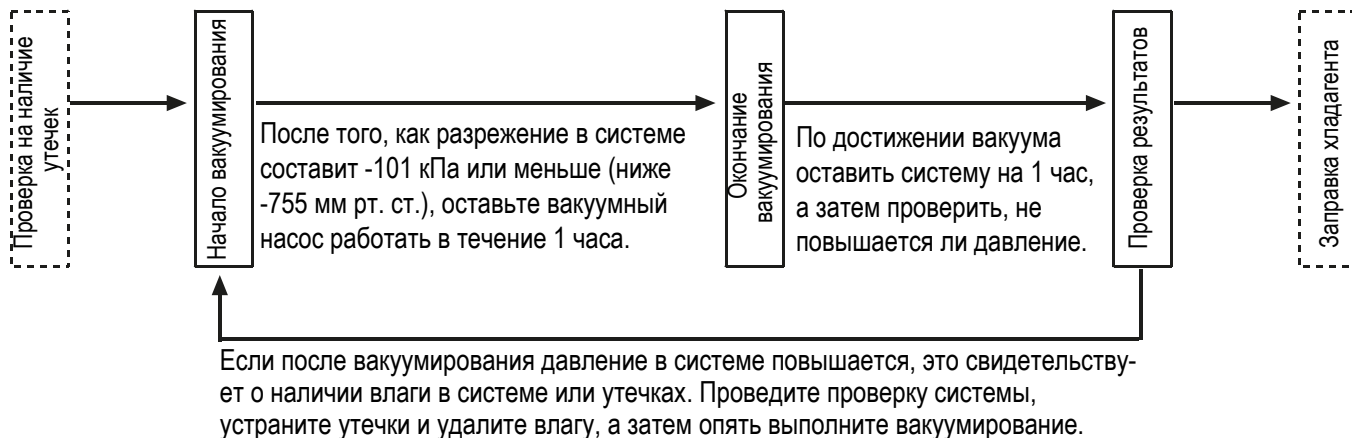 Проверка на наличие
утечек
Начало вакуумирования
После того, как разрежение в системе
составит -101 кПа или меньше (ниже
-755 мм рт. ст.), оставьте вакуумный
насос работать в течение 1 часа.
Окончание
вакуумирования
По достижении вакуума
оставить систему на 1 час,
а затем проверить, не
повышается ли давление.
Проверка результатов
Заправка хладагента
Если после вакуумирования давление в системе повышается, это свидетельству-
ет о наличии влаги в системе или утечках. Проведите проверку системы,
устраните утечки и удалите влагу, а затем опять выполните вакуумирование.